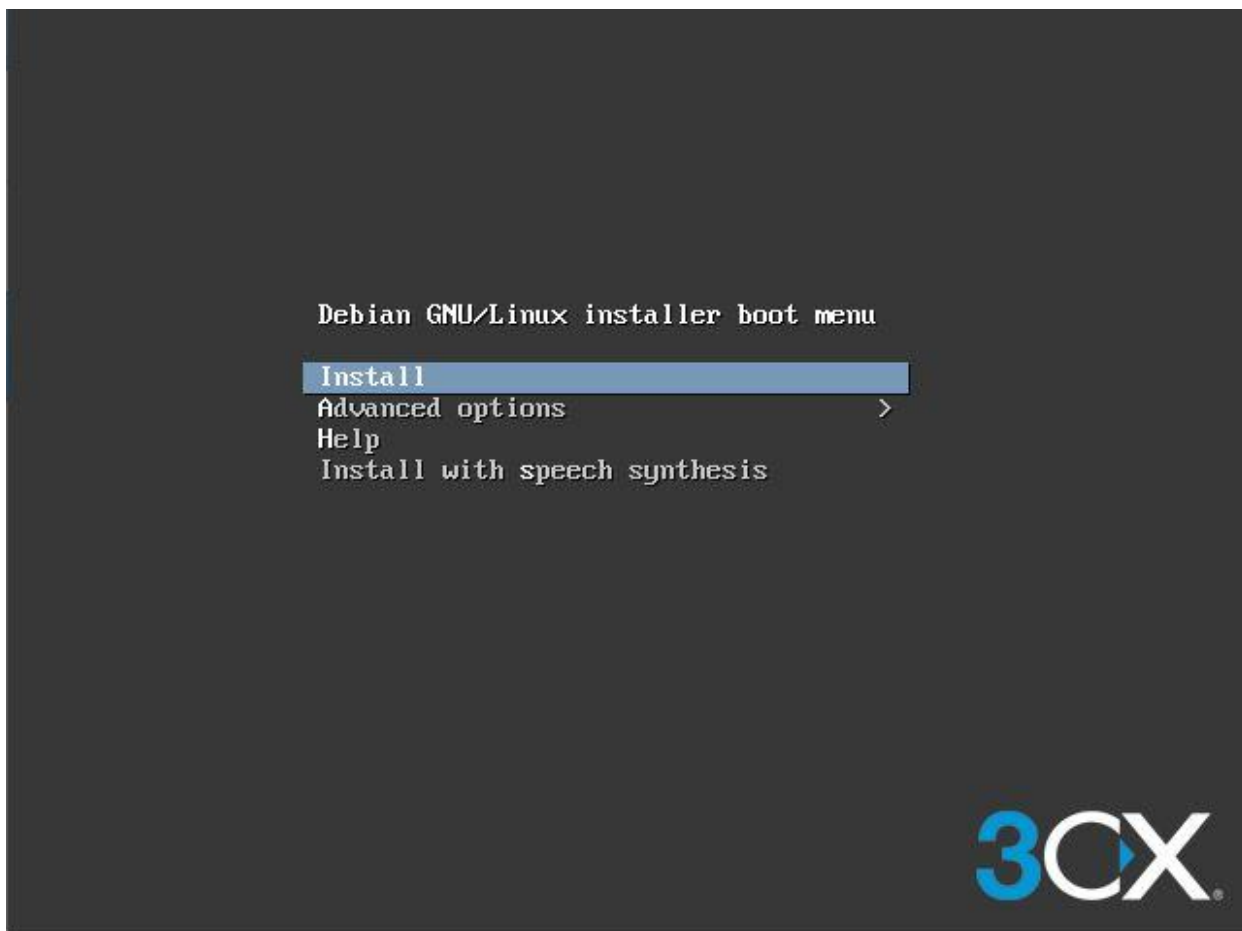 Debian GNU/Linux installer boot menu
Install
Advanced options >
Help
Install with speech synthesis
3CX®